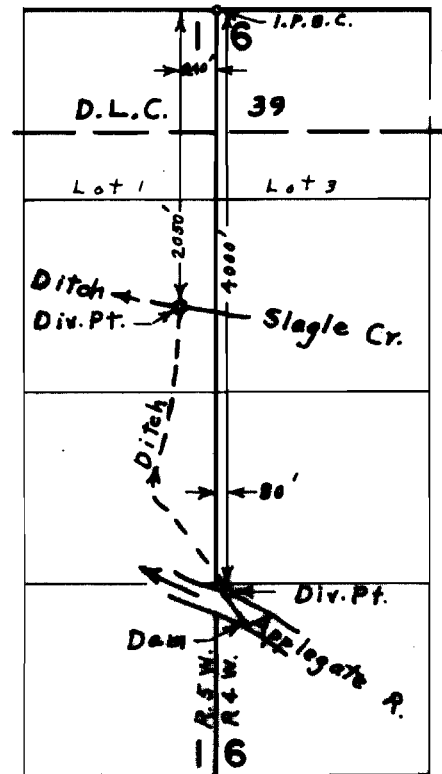 I.P.B.C.
1 6
210'
D.L.C. 39
Lot 1 Lot 3
2050'
4000'
Ditch
Div.Pt.
Slagle Cr.
Ditch
80'
Div.Pt.
Dam
Applegate R.
R.5 W.
R 4 W.
1 6